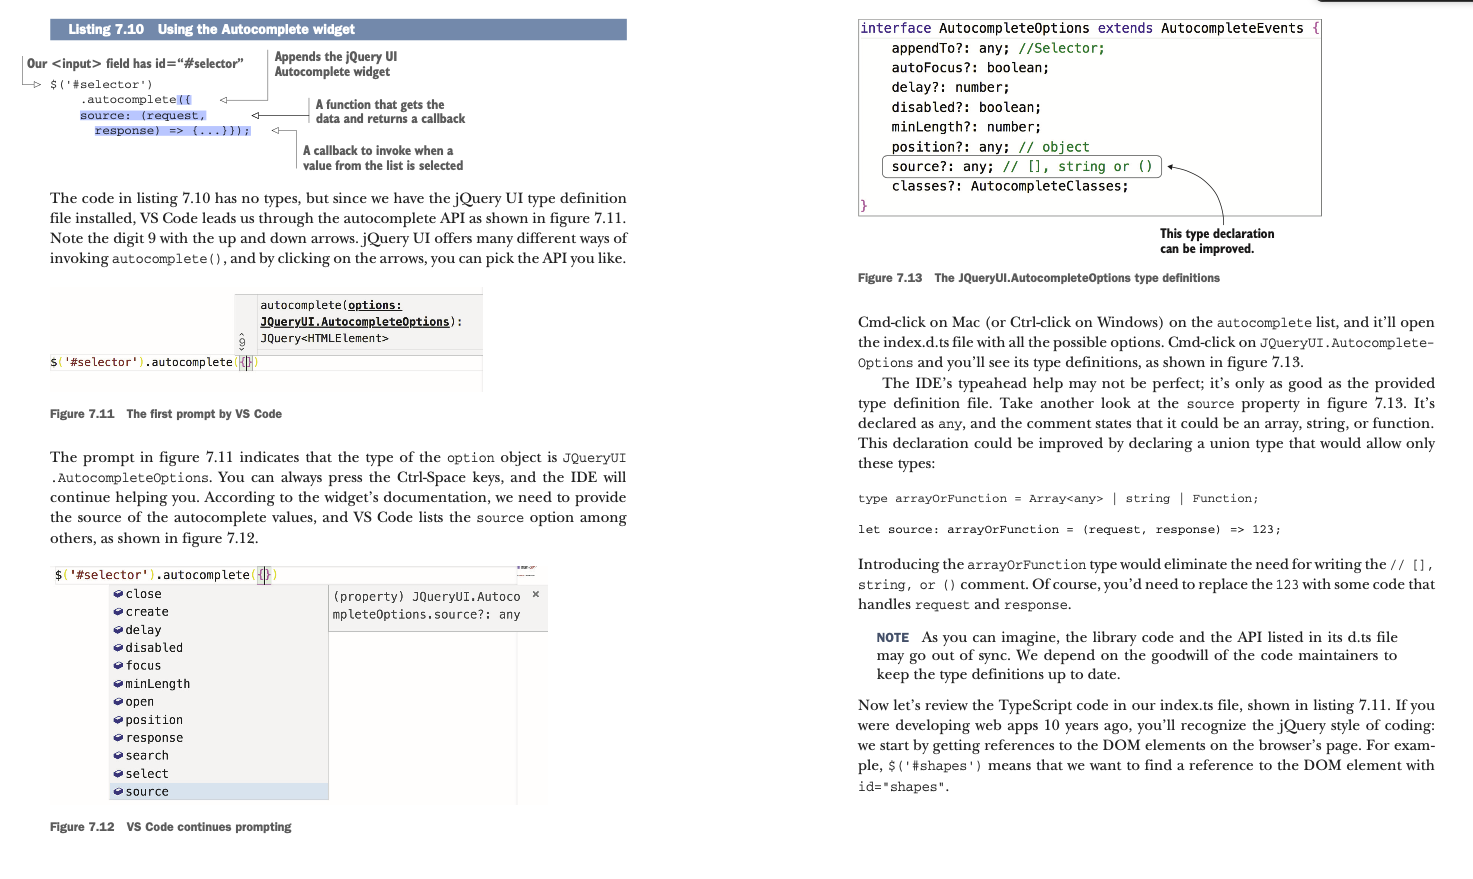 Listing 7.10 Using the Autocomplete widget
Our <input> field has id=“#selector”
Appends the jQuery UI
Autocomplete widget
$('#selector')
.autocomplete({
source: (request,
response) => {...}});
A function that gets the
data and returns a callback
A callback to invoke when a
value from the list is selected
The code in listing 7.10 has no types, but since we have the jQuery UI type definition
file installed, VS Code leads us through the autocomplete API as shown in figure 7.11.
Note the digit 9 with the up and down arrows. jQuery UI offers many different ways of
invoking autocomplete(), and by clicking on the arrows, you can pick the API you like.
autocomplete(options:
JQueryUI.AutocompleteOptions):
9 JQuery<HTMLElement>
$('#selector').autocomplete({})
Figure 7.11 The first prompt by VS Code
The prompt in figure 7.11 indicates that the type of the option object is JQueryUI
.AutocompleteOptions. You can always press the Ctrl-Space keys, and the IDE will
continue helping you. According to the widget’s documentation, we need to provide
the source of the autocomplete values, and VS Code lists the source option among
others, as shown in figure 7.12.
$('#selector').autocomplete({})
close
create
delay
disabled
focus
minLength
open
position
response
search
select
source
(property) JQueryUI.Autoco ×
mpleteOptions.source?: any
Figure 7.12 VS Code continues prompting
interface AutocompleteOptions extends AutocompleteEvents {
appendTo?: any; //Selector;
autoFocus?: boolean;
delay?: number;
disabled?: boolean;
minLength?: number;
position?: any; // object
source?: any; // [], string or ()
classes?: AutocompleteClasses;
}
This type declaration
can be improved.
Figure 7.13 The JQueryUI.AutocompleteOptions type definitions
Cmd-click on Mac (or Ctrl-click on Windows) on the autocomplete list, and it’ll open
the index.d.ts file with all the possible options. Cmd-click on JQueryUI.Autocomplete-
Options and you’ll see its type definitions, as shown in figure 7.13.
The IDE’s typeahead help may not be perfect; it’s only as good as the provided
type definition file. Take another look at the source property in figure 7.13. It’s
declared as any, and the comment states that it could be an array, string, or function.
This declaration could be improved by declaring a union type that would allow only
these types:
type arrayOrFunction = Array<any> | string | Function;
let source: arrayOrFunction = (request, response) => 123;
Introducing the arrayOrFunction type would eliminate the need for writing the // [],
string, or () comment. Of course, you’d need to replace the 123 with some code that
handles request and response.
NOTE As you can imagine, the library code and the API listed in its d.ts file
may go out of sync. We depend on the goodwill of the code maintainers to
keep the type definitions up to date.
Now let’s review the TypeScript code in our index.ts file, shown in listing 7.11. If you
were developing web apps 10 years ago, you’ll recognize the jQuery style of coding:
we start by getting references to the DOM elements on the browser’s page. For exam-
ple, $('#shapes') means that we want to find a reference to the DOM element with
id="shapes".